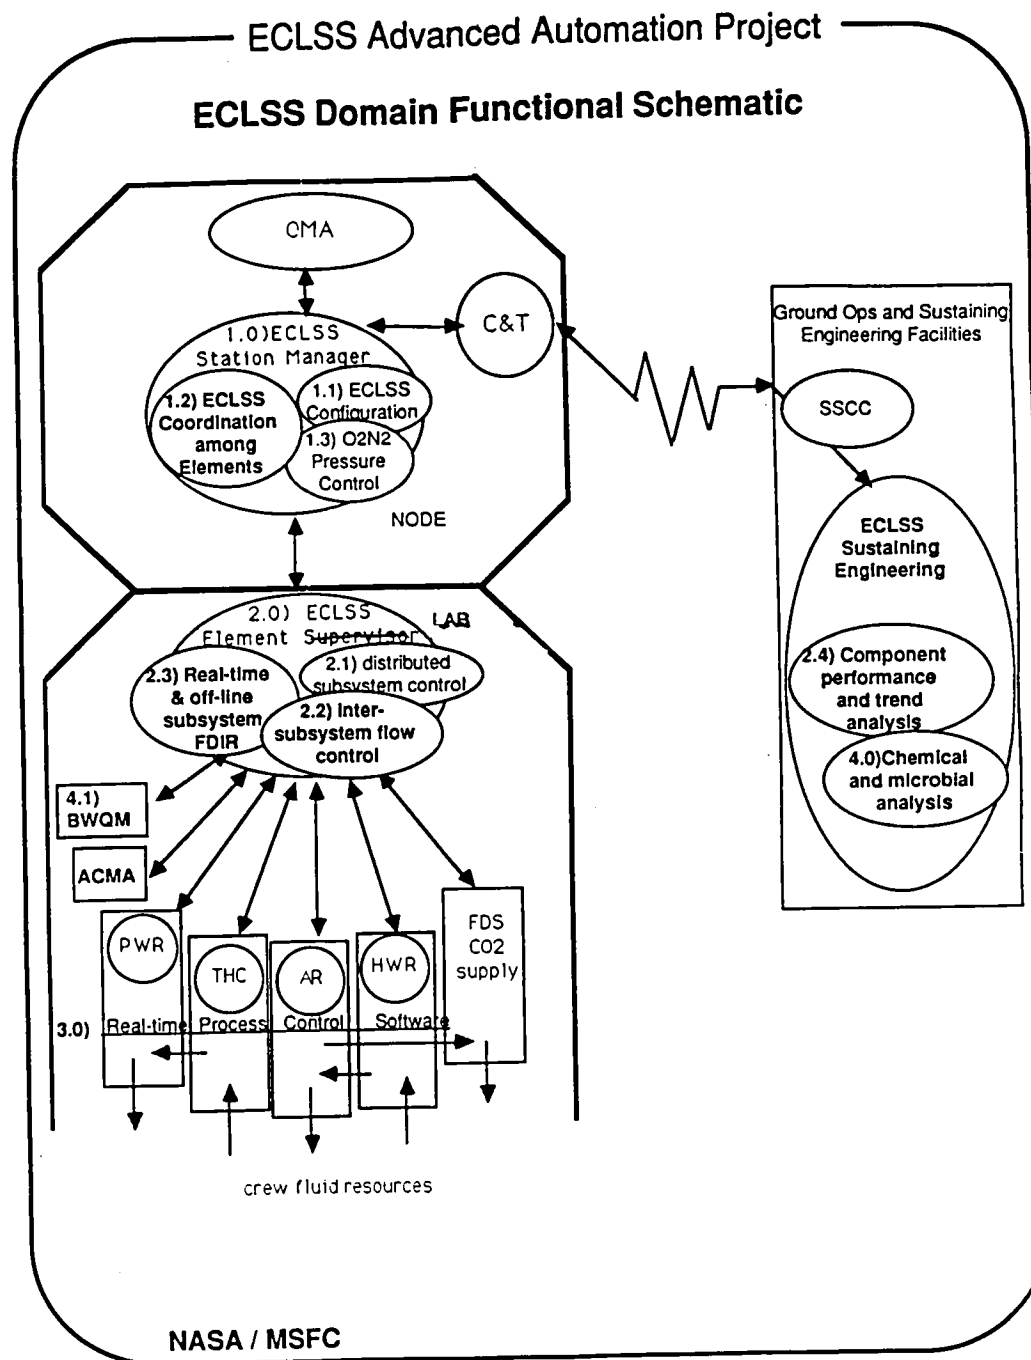 ECLSS Advanced Automation Project
ECLSS Domain Functional Schematic
OMA
C&T
1.0)ECLSS
Station Manager
1.1) ECLSS
Configuration
1.2) ECLSS
Coordination
among
Elements
1.3) O2N2
Pressure
Control
NODE
Ground Ops and Sustaining
Engineering Facilities
SSCC
ECLSS
Sustaining
Engineering
2.4) Component
performance
and trend
analysis
4.0)Chemical
and microbial
analysis
2.0) ECLSS
Element Supervisor
LAB
2.1) distributed
subsystem control
2.3) Real-time
& off-line
subsystem
FDIR
2.2) Inter-
subsystem flow
control
4.1)
BWQM
ACMA
PWR
THC
AR
HWR
FDS
CO2
supply
3.0) Real-time Process Control Software
crew fluid resources
NASA / MSFC